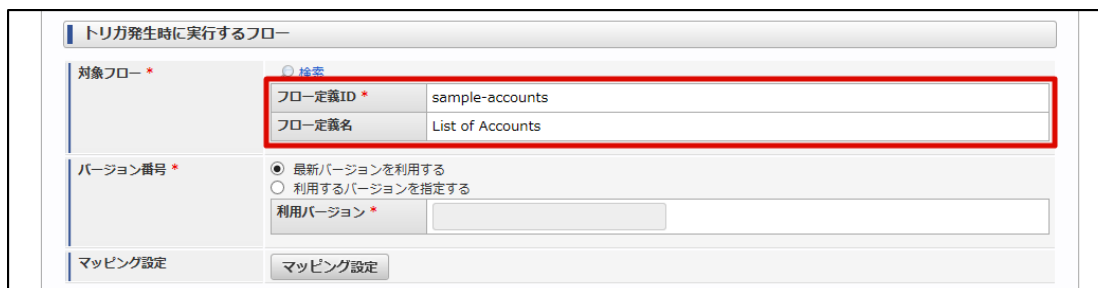 トリガ発生時に実行するフロー
対象フロー *
検索
フロー定義ID * sample-accounts
フロー定義名 List of Accounts
バージョン番号 *
最新バージョンを利用する
利用するバージョンを指定する
利用バージョン *
マッピング設定 マッピング設定